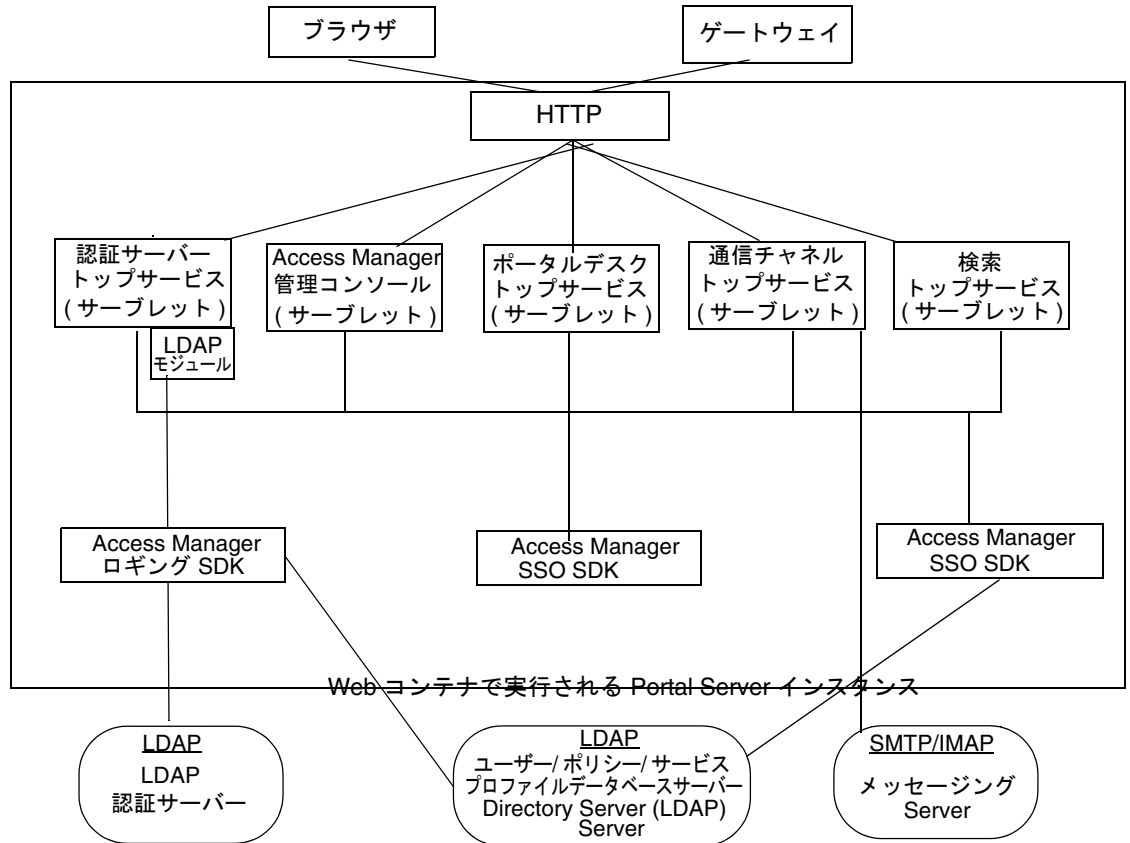 ブラウザ
ゲートウェイ
HTTP
認証サーバー
トップサービス
( サーブレット )
Access Manager
管理コンソール
( サーブレット )
ポータルデスク
トップサービス
( サーブレット )
通信チャネル
トップサービス
( サーブレット )
検索
トップサービス
( サーブレット )
LDAP
モジュール
Access Manager
ロギング SDK
Access Manager
SSO SDK
Access Manager
SSO SDK
Web コンテナで実行される Portal Server インスタンス
LDAP
LDAP
認証サーバー
LDAP
ユーザー/ ポリシー/ サービス
プロファイルデータベースサーバー
Directory Server (LDAP)
Server
SMTP/IMAP
メッセージング
Server